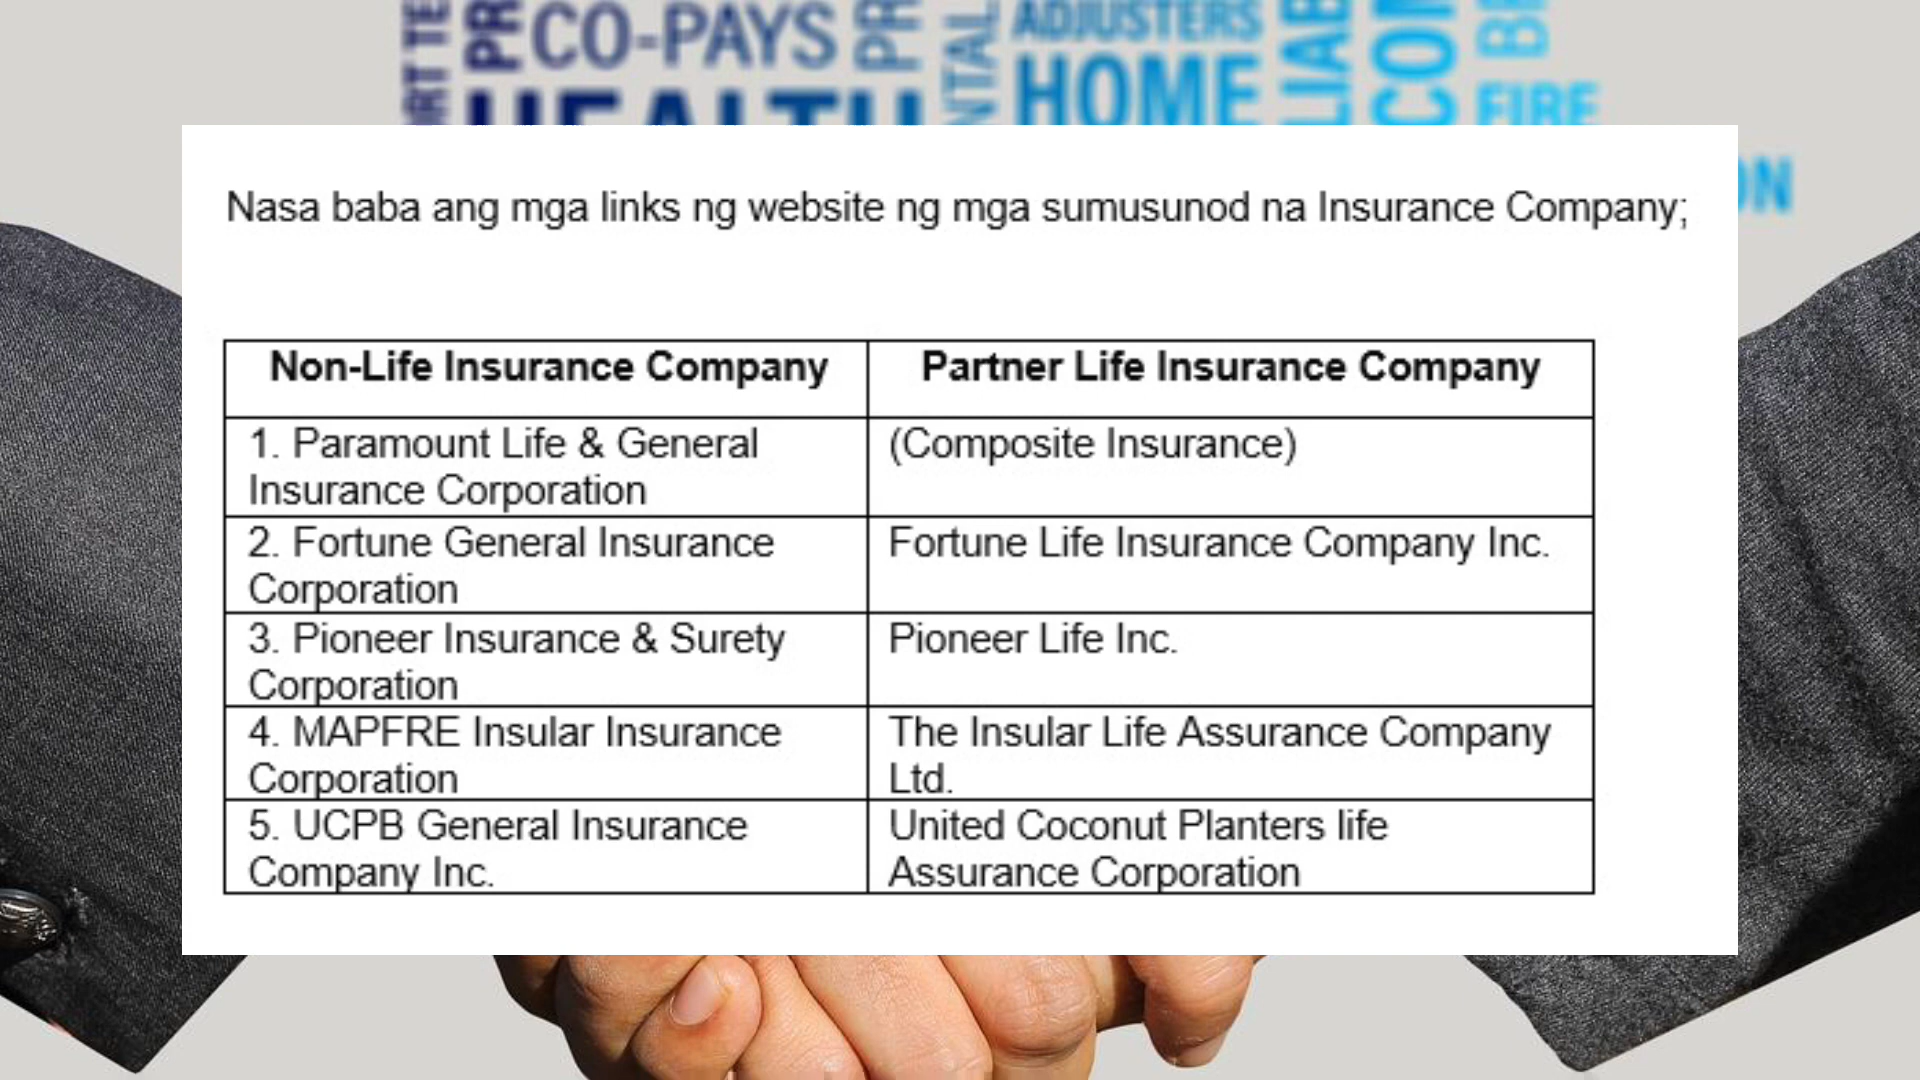 CO-PAYS
ADJUSTERS
HOME
HEALTH
FIRE
Nasa baba ang mga links ng website ng mga sumusunod na Insurance Company;
Non-Life Insurance Company
Partner Life Insurance Company
1. Paramount Life & General
Insurance Corporation
(Composite Insurance)
2. Fortune General Insurance
Corporation
Fortune Life Insurance Company Inc.
3. Pioneer Insurance & Surety
Corporation
Pioneer Life Inc.
4. MAPFRE Insular Insurance
Corporation
The Insular Life Assurance Company
Ltd.
5. UCPB General Insurance
Company Inc.
United Coconut Planters life
Assurance Corporation